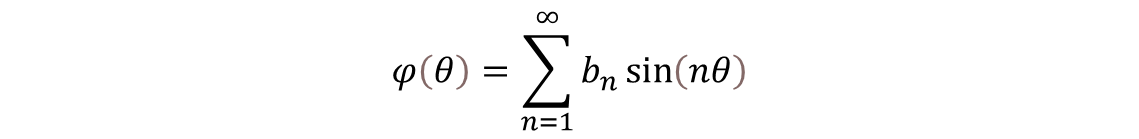 φ(θ) = ∑_{n=1}^{∞} b_n sin(nθ)